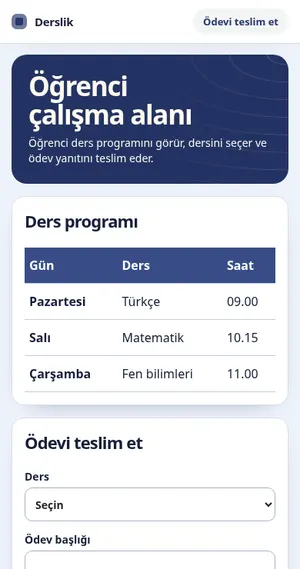 Derslik
Ödevi teslim et
Öğrenci
çalışma alanı
Öğrenci ders programını görür, dersini seçer ve
ödev yanıtını teslim eder.
Ders programı
Gün Ders Saat
Pazartesi Türkçe 09.00
Salı Matematik 10.15
Çarşamba Fen bilimleri 11.00
Ödevi teslim et
Ders
Seçin
Ödev başlığı